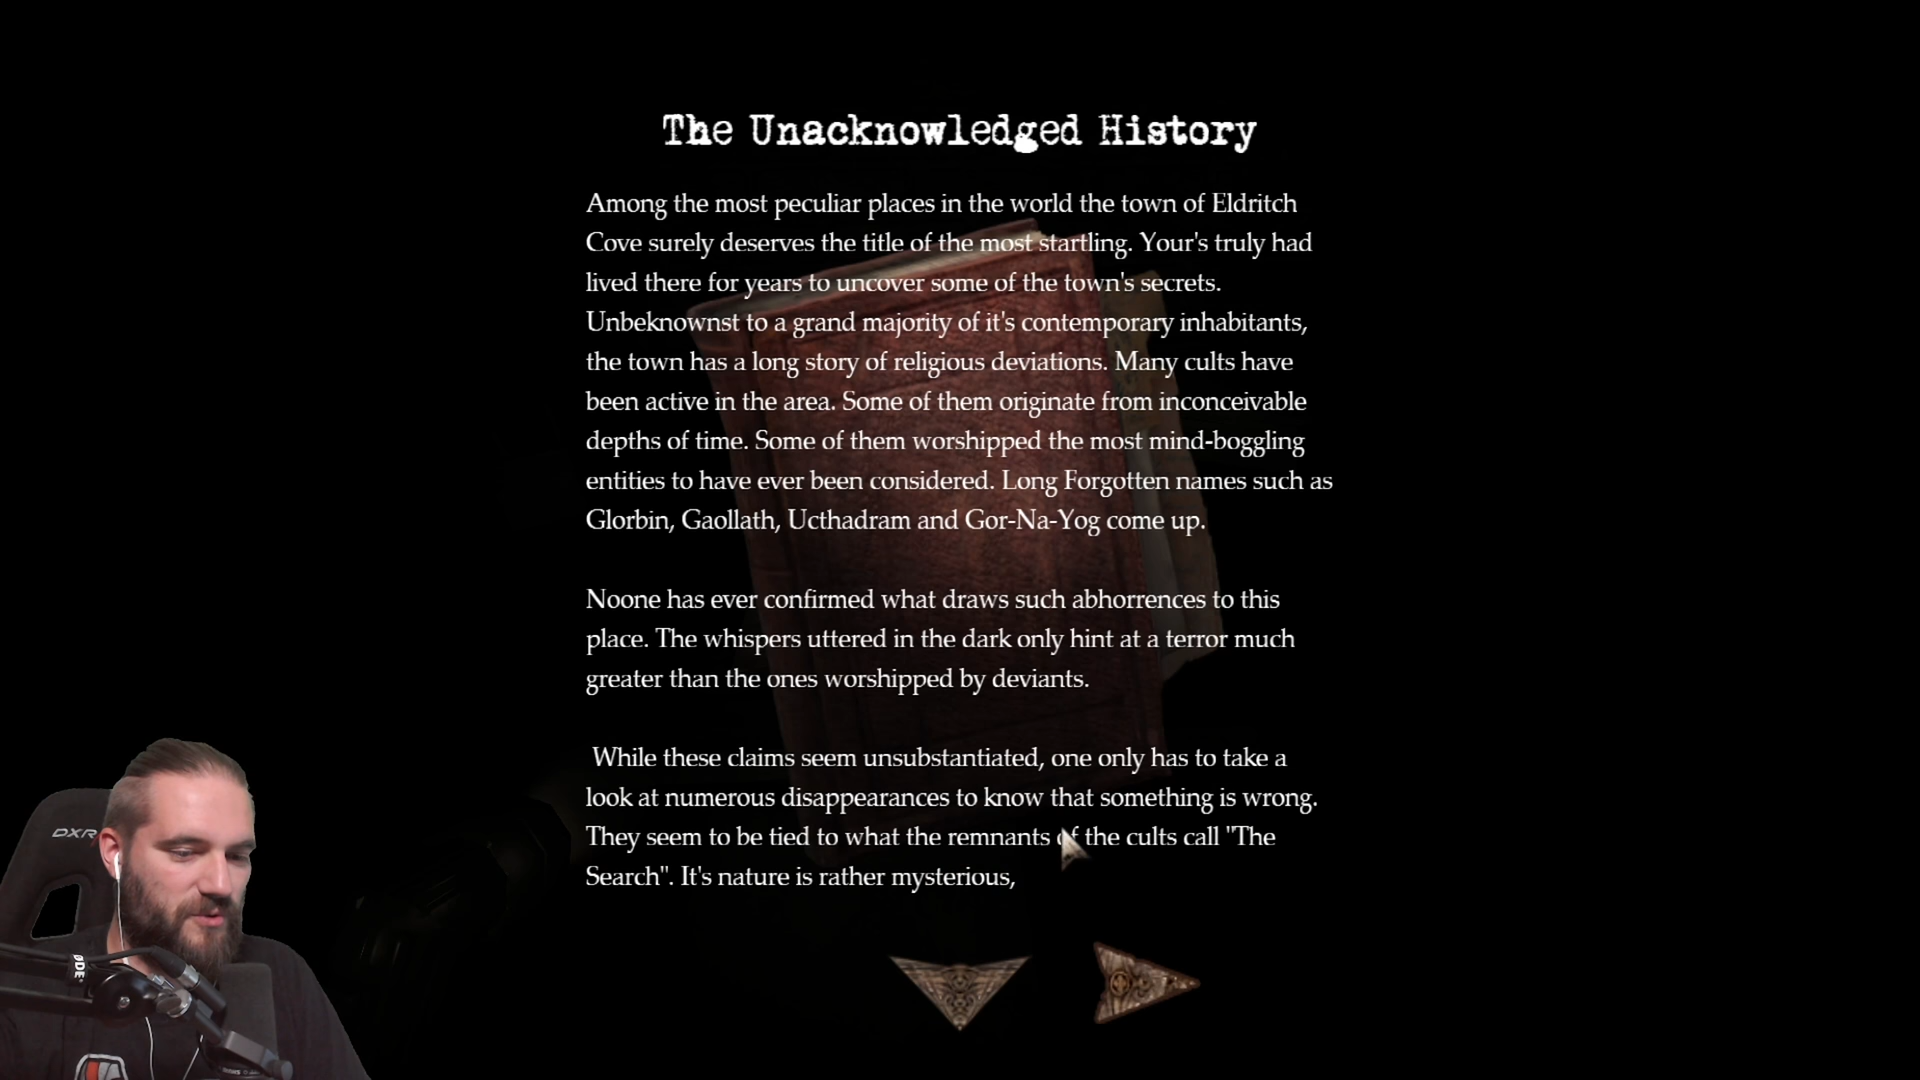 The Unacknowledged History
Among the most peculiar places in the world the town of Eldritch
Cove surely deserves the title of the most startling. Your's truly had
lived there for years to uncover some of the town's secrets.
Unbeknownst to a grand majority of it's contemporary inhabitants,
the town has a long story of religious deviations. Many cults have
been active in the area. Some of them originate from inconceivable
depths of time. Some of them worshipped the most mind-boggling
entities to have ever been considered. Long Forgotten names such as
Glorbin, Gaollath, Ucthadram and Gor-Na-Yog come up.
Noone has ever confirmed what draws such abhorrences to this
place. The whispers uttered in the dark only hint at a terror much
greater than the ones worshipped by deviants.
While these claims seem unsubstantiated, one only has to take a
look at numerous disappearances to know that something is wrong.
They seem to be tied to what the remnants of the cults call "The
Search". It's nature is rather mysterious,
DXR
RØDE